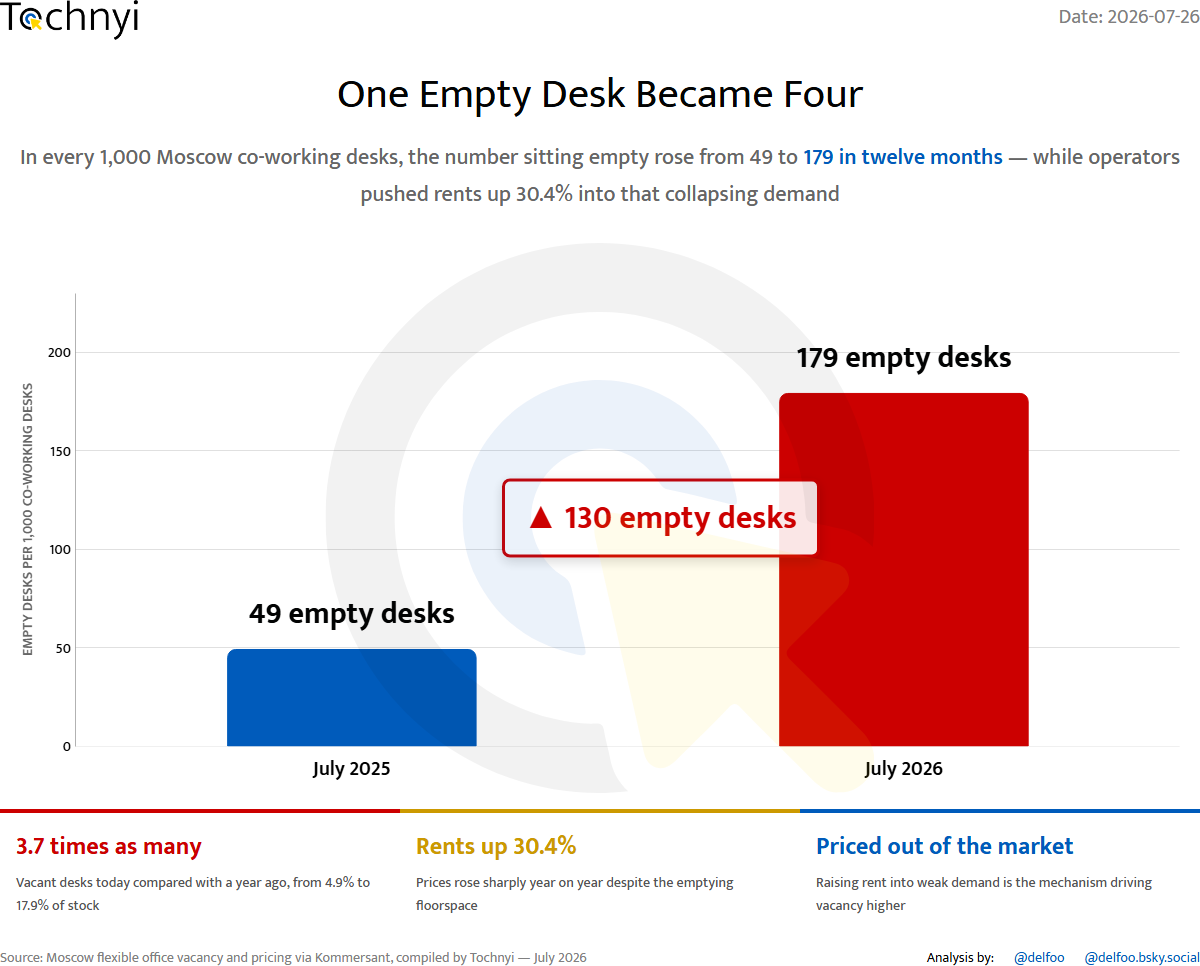 Tochnyi
Date: 2026-07-26
One Empty Desk Became Four
In every 1,000 Moscow co-working desks, the number sitting empty rose from 49 to 179 in twelve months — while operators
pushed rents up 30.4% into that collapsing demand
EMPTY DESKS PER 1,000 CO-WORKING DESKS
200
150
100
50
0
179 empty desks
▲ 130 empty desks
49 empty desks
July 2025
July 2026
3.7 times as many
Vacant desks today compared with a year ago, from 4.9% to
17.9% of stock
Rents up 30.4%
Prices rose sharply year on year despite the emptying
floorspace
Priced out of the market
Raising rent into weak demand is the mechanism driving
vacancy higher
Source: Moscow flexible office vacancy and pricing via Kommersant, compiled by Tochnyi — July 2026
Analysis by: @delfoo @delfoo.bsky.social